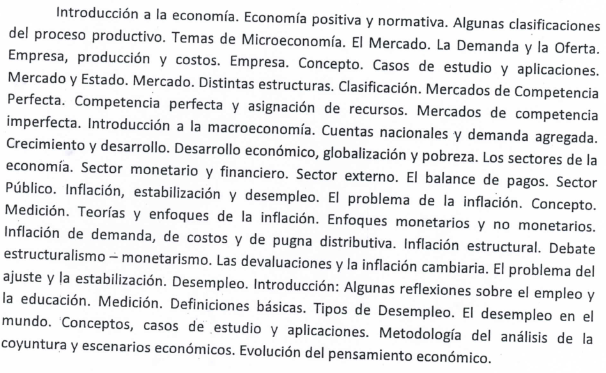 Introducción a la economía. Economía positiva y normativa. Algunas clasificaciones
del proceso productivo. Temas de Microeconomía. El Mercado. La Demanda y la Oferta.
Empresa, producción y costos. Empresa. Concepto. Casos de estudio y aplicaciones.
Mercado y Estado. Mercado. Distintas estructuras. Clasificación. Mercados de Competencia
Perfecta. Competencia perfecta y asignación de recursos. Mercados de competencia
imperfecta. Introducción a la macroeconomía. Cuentas nacionales y demanda agregada.
Crecimiento y desarrollo. Desarrollo económico, globalización y pobreza. Los sectores de la
economía. Sector monetario y financiero. Sector externo. El balance de pagos. Sector
Público. Inflación, estabilización y desempleo. El problema de la inflación. Concepto.
Medición. Teorías y enfoques de la inflación. Enfoques monetarios y no monetarios.
Inflación de demanda, de costos y de pugna distributiva. Inflación estructural. Debate
estructuralismo – monetarismo. Las devaluaciones y la inflación cambiaria. El problema del
ajuste y la estabilización. Desempleo. Introducción: Algunas reflexiones sobre el empleo y
la educación. Medición. Definiciones básicas. Tipos de Desempleo. El desempleo en el
mundo. Conceptos, casos de estudio y aplicaciones. Metodología del análisis de la
coyuntura y escenarios económicos. Evolución del pensamiento económico.